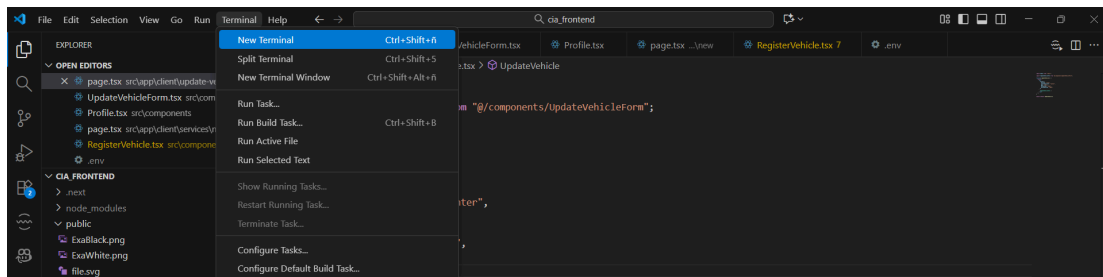 File Edit Selection View Go Run Terminal Help cia_frontend
EXPLORER
OPEN EDITORS
page.tsx src\app\client\update-ve
UpdateVehicleForm.tsx src\com
Profile.tsx src\components
page.tsx src\app\client\services\n
RegisterVehicle.tsx src\compone
.env
CIA_FRONTEND
.next
node_modules
public
ExaBlack.png
ExaWhite.png
file.svg
2
New Terminal Ctrl+Shift+ñ
Split Terminal Ctrl+Shift+5
New Terminal Window Ctrl+Shift+Alt+ñ
Run Task...
Run Build Task... Ctrl+Shift+B
Run Active File
Run Selected Text
Show Running Tasks...
Restart Running Task...
Terminate Task...
Configure Tasks...
Configure Default Build Task...
VehicleForm.tsx Profile.tsx page.tsx ...\new RegisterVehicle.tsx 7 .env
e.tsx > UpdateVehicle
om "@/components/UpdateVehicleForm";
nter",
",